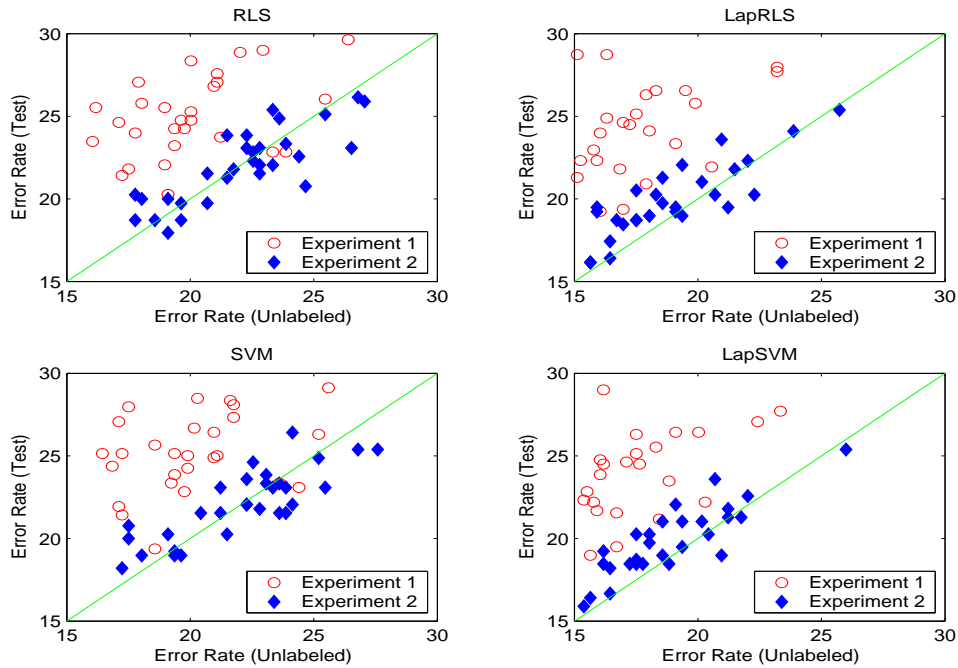 RLS
30
25
20
15
Error Rate (Test)
15 20 25 30
Error Rate (Unlabeled)
Experiment 1
Experiment 2
LapRLS
30
25
20
15
Error Rate (Test)
15 20 25 30
Error Rate (Unlabeled)
Experiment 1
Experiment 2
SVM
30
25
20
15
Error Rate (Test)
15 20 25 30
Error Rate (Unlabeled)
Experiment 1
Experiment 2
LapSVM
30
25
20
15
Error Rate (Test)
15 20 25 30
Error Rate (Unlabeled)
Experiment 1
Experiment 2